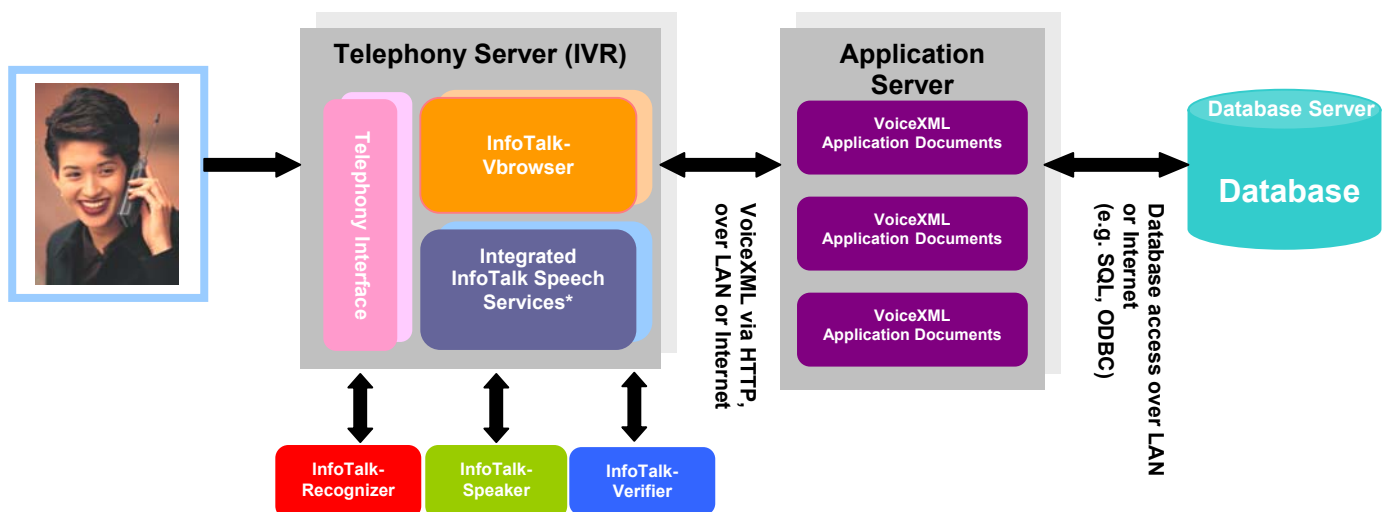 Telephony Server (IVR)
Telephony Interface
InfoTalk-
Vbrowser
Integrated
InfoTalk Speech
Services*
InfoTalk-
Recognizer
InfoTalk-
Speaker
InfoTalk-
Verifier
VoiceXML via HTTP,
over LAN or Internet
Application
Server
VoiceXML
Application Documents
VoiceXML
Application Documents
VoiceXML
Application Documents
Database access over LAN
or Internet
(e.g. SQL, ODBC)
Database Server
Database